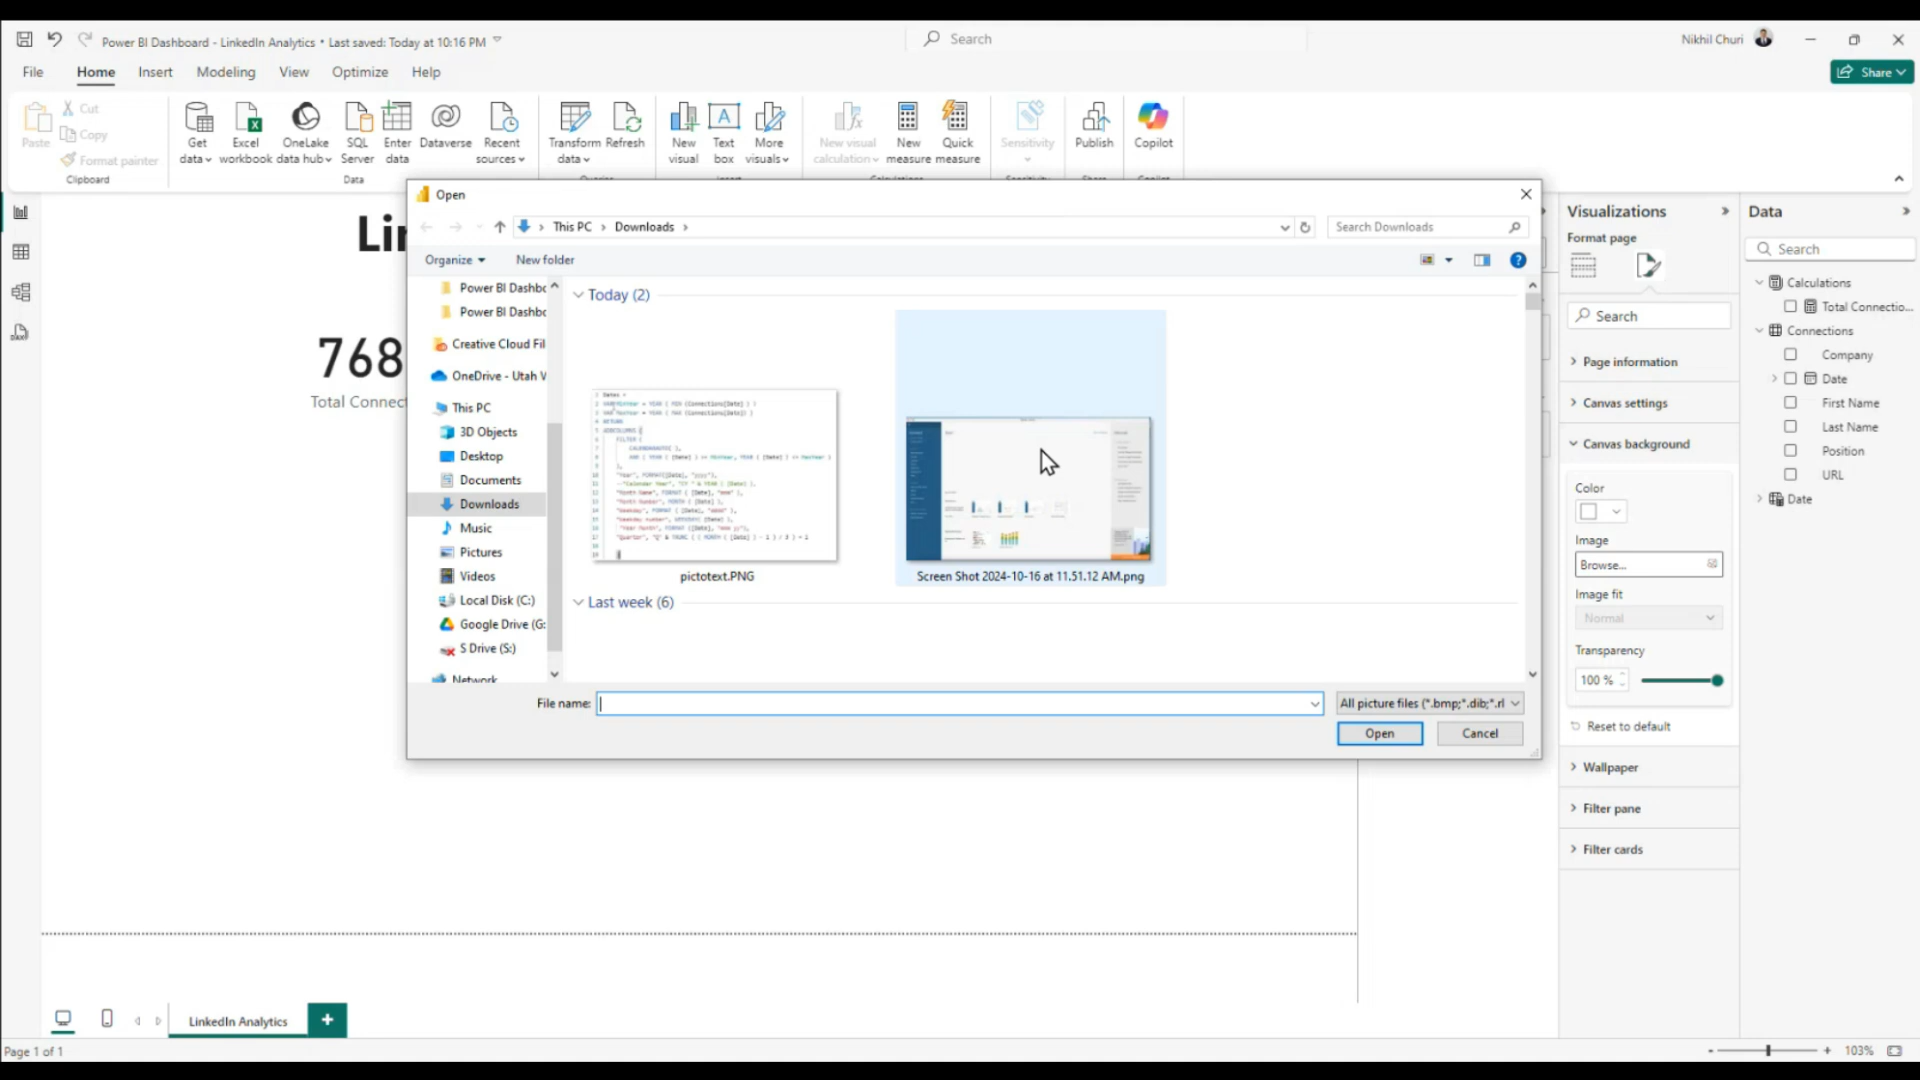 Power BI Dashboard - LinkedIn Analytics • Last saved: Today at 10:16 PM
Search
Nikhil Churi
File Home Insert Modeling View Optimize Help
Share
Paste
Cut
Copy
Format painter
Clipboard
Get data
Excel workbook
OneLake data hub
SQL Server
Enter data
Dataverse
Recent sources
Data
Transform data
Refresh
New visual
Text box
More visuals
New visual calculation
New measure
Quick measure
Sensitivity
Publish
Copilot
Li
768
Total Connec
Open
This PC > Downloads >
Search Downloads
Organize
New folder
Power BI Dashbo
Power BI Dashbo
Creative Cloud Fil
OneDrive - Utah V
This PC
3D Objects
Desktop
Documents
Downloads
Music
Pictures
Videos
Local Disk (C:)
Google Drive (G:
S Drive (S:)
Network
Today (2)
pictotext.PNG
Screen Shot 2024-10-16 at 11.51.12 AM.png
Last week (6)
File name:
All picture files (*.bmp;*.dib;*.rl
Open
Cancel
Visualizations
Format page
Search
Page information
Canvas settings
Canvas background
Color
Image
Browse...
Image fit
Normal
Transparency
100 %
Reset to default
Wallpaper
Filter pane
Filter cards
Data
Search
Calculations
Total Connectio...
Connections
Company
Date
First Name
Last Name
Position
URL
Date
LinkedIn Analytics
+
Page 1 of 1
- + 103%